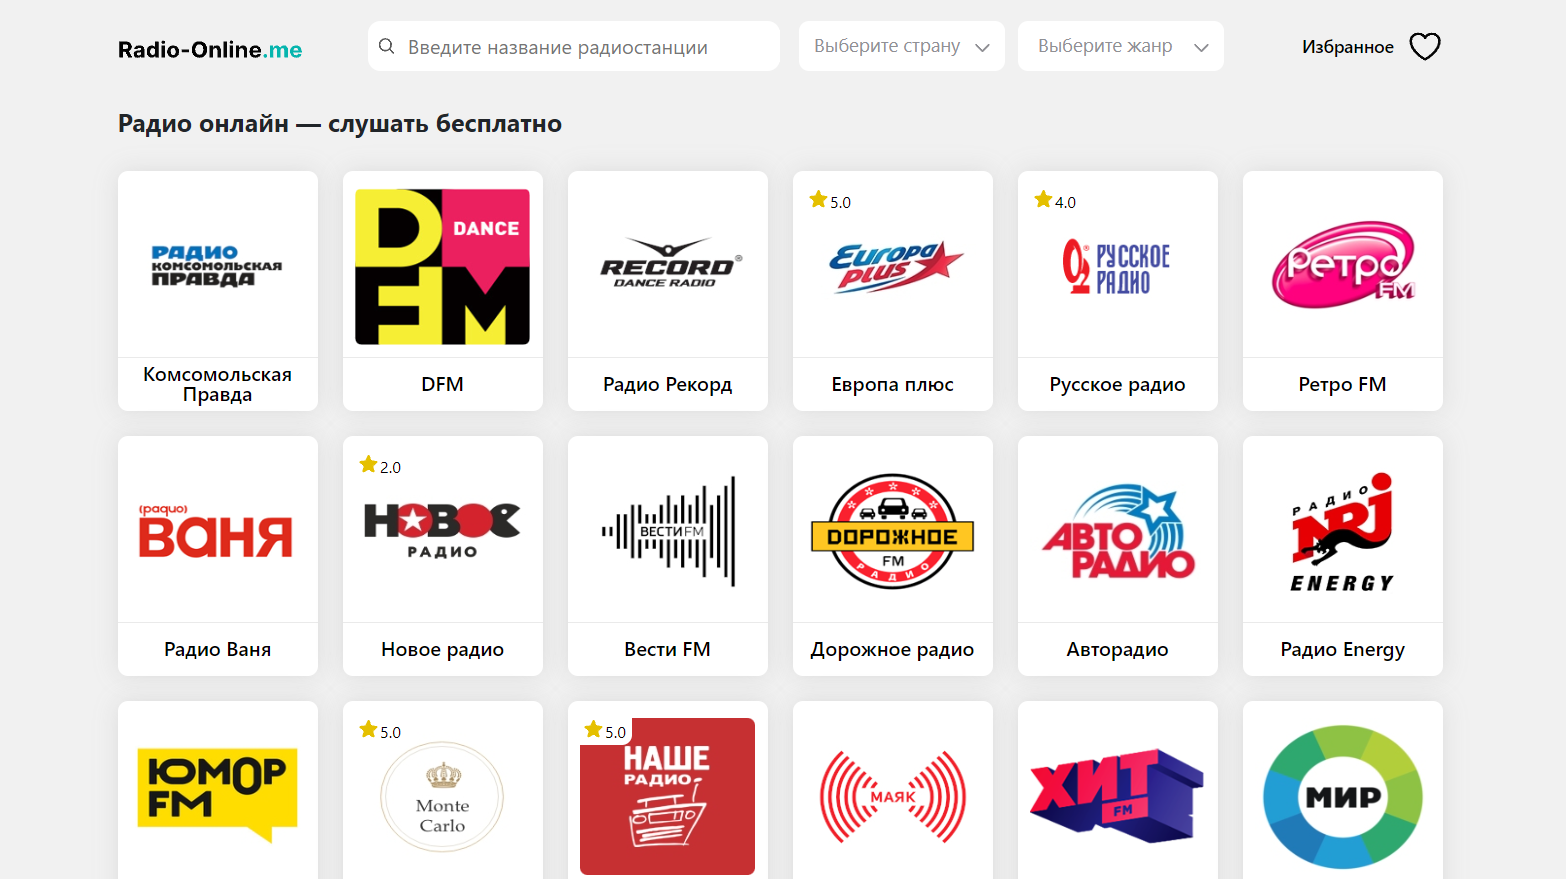 Radio-Online.me
Введите название радиостанции
Выберите страну
Выберите жанр
Избранное
Радио онлайн — слушать бесплатно
РАДИО
КОМСОМОЛЬСКАЯ
ПРАВДА
Комсомольская
Правда
D DANCE
FM
DFM
RECORD®
DANCE RADIO
Радио Рекорд
5.0
Europa
PLUS
Европа плюс
4.0
РУССКОЕ
РАДИО
Русское радио
Ретро
FM
Ретро FM
(радио)
ВАНЯ
Радио Ваня
2.0
НОВОЕ
РАДИО
Новое радио
ВЕСТИ FM
Вести FM
ДОРОЖНОЕ
FM
РАДИО
Дорожное радио
АВТО
РАДИО
Авторадио
РАДИО
NRJ
ENERGY
Радио Energy
ЮМОР
FM
5.0
Monte
Carlo
5.0
НАШЕ
РАДИО
МАЯК
ХИТ
FM
МИР